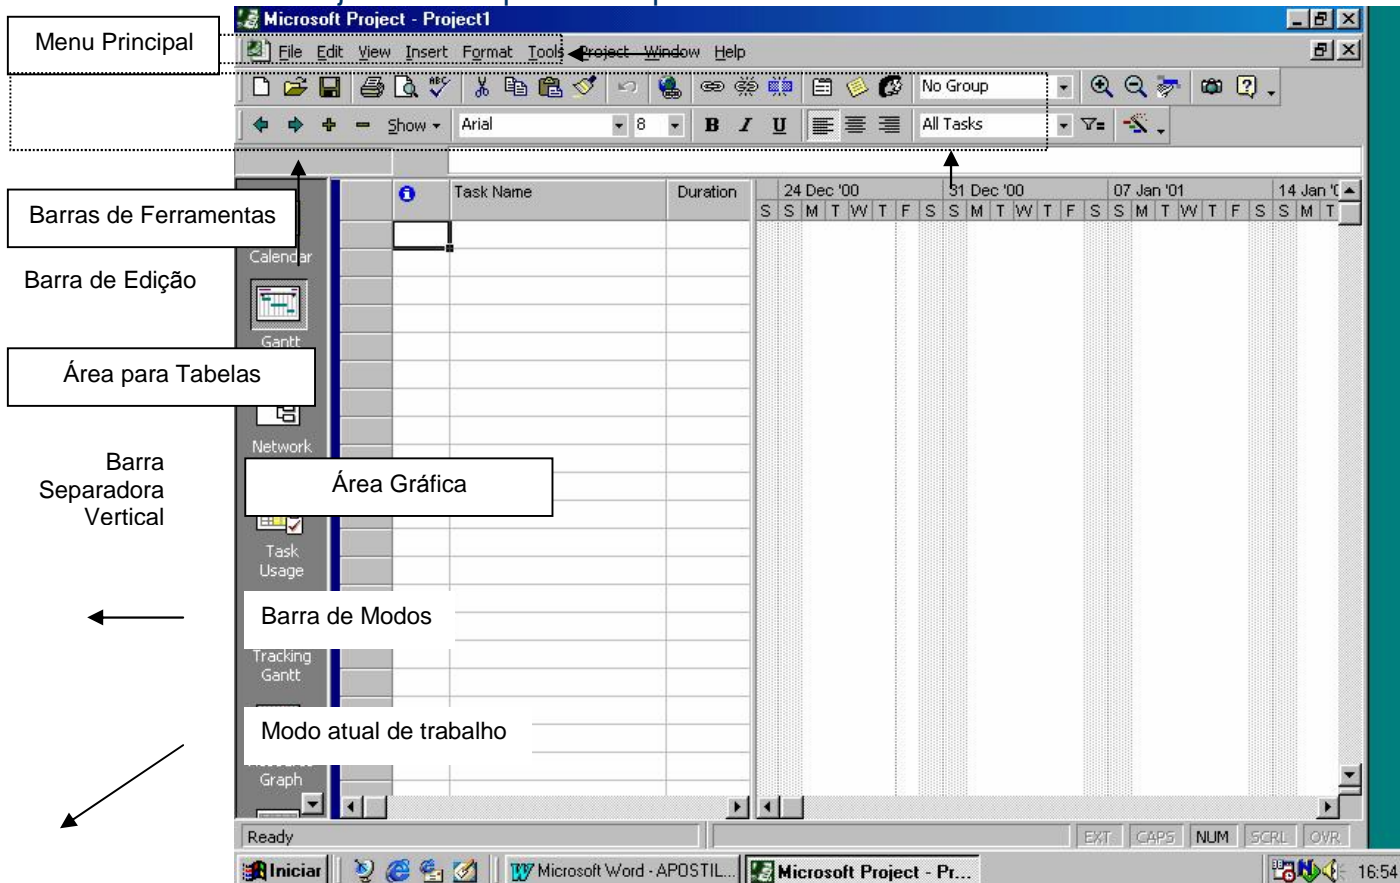 Microsoft Project - Project1
Menu Principal
File Edit View Insert Format Tools Project Window Help
No Group
Show Arial 8 B I U All Tasks
Task Name Duration 24 Dec '00 31 Dec '00 07 Jan '01 14 Jan
S S M T W T F S S M T W T F S S M T W T F S S M T
Barras de Ferramentas
Calendar
Barra de Edição
Gantt
Área para Tabelas
Network
Barra
Separadora
Vertical
Área Gráfica
Task
Usage
Barra de Modos
Tracking
Gantt
Modo atual de trabalho
Graph
Ready EXT CAPS NUM SCRL OVR
Iniciar Microsoft Word - APOSTIL... Microsoft Project - Pr... 16:54